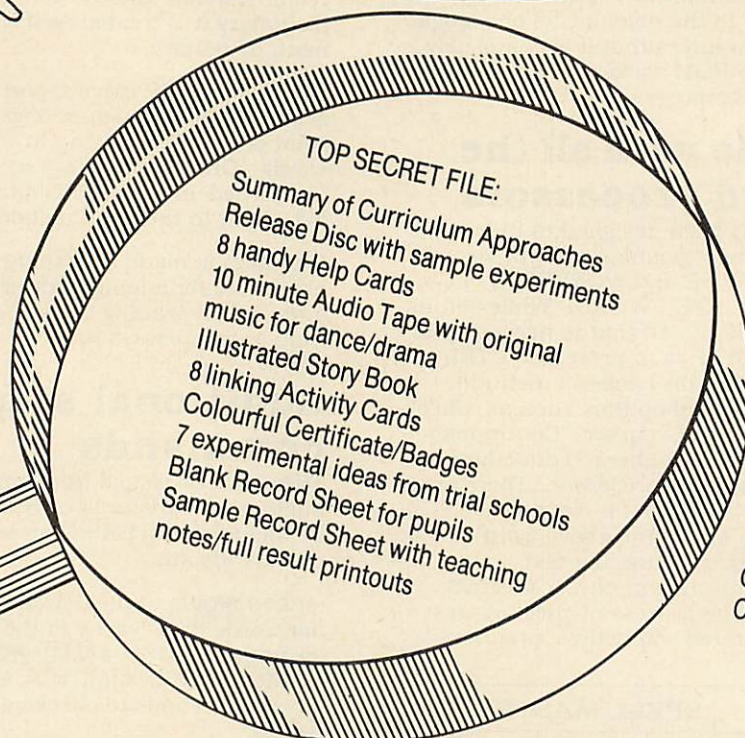 TOP SECRET FILE:
Summary of Curriculum Approaches
Release Disc with sample experiments
8 handy Help Cards
10 minute Audio Tape with original
music for dance/drama
Illustrated Story Book
8 linking Activity Cards
Colourful Certificate/Badges
7 experimental ideas from trial schools
Blank Record Sheet for pupils
Sample Record Sheet with teaching
notes/full result printouts